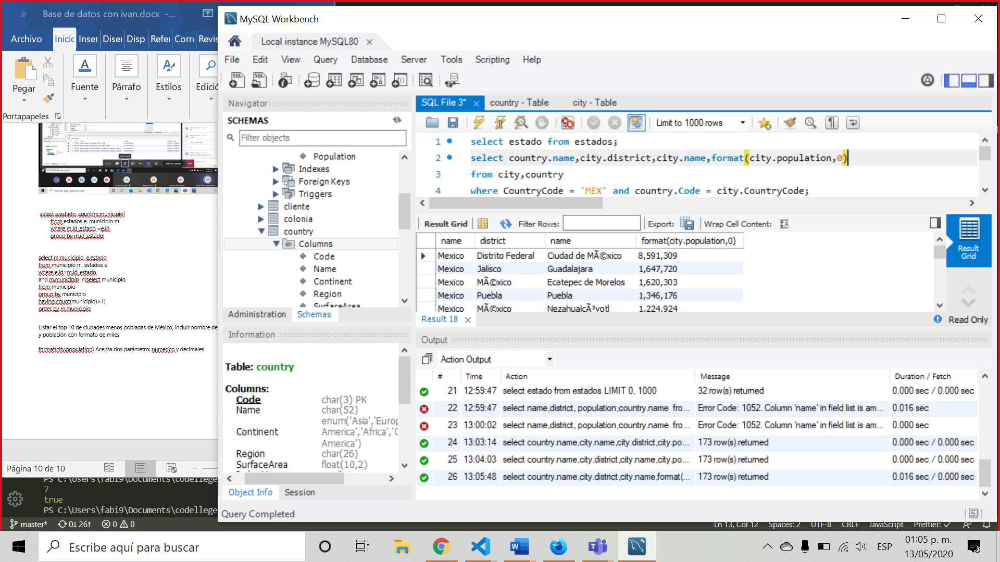 Base de datos con ivan.docx -...
Archivo
Inicio
Inser
Disei
Disp
Refer
Corre
Revis
Pegar
Fuente
Párrafo
Estilos
Edició
Portapapeles
select e.estado, count(m.municipio)
from estados e, municipio m
where m.id_estado =e.id
group by m.id_estado;
select m.municipio, e.estado
from municipio m, estados e
where e.id=m.id_estado
and m.municipio in(select municipio
from municipio
group by municipio
having count(municipio)>1)
order by m.municipio;
Listar el top 10 de ciudades menos pobladas de México, incluir nombre de
y población con formato de miles
format(city.population) Acepta dos parámetro: numerico y decimales
Página 10 de 10
PS C:\Users\fabi9\Documents\codellege
7
true
PS C:\Users\fabi9\Documents\codellege
master*
0↓ 26↑
0
0
MySQL Workbench
Local instance MySQL80
File Edit View Query Database Server Tools Scripting Help
Navigator
SCHEMAS
Filter objects
Population
Indexes
Foreign Keys
Triggers
cliente
colonia
country
Columns
Code
Name
Continent
Region
SurfaceArea
Administration Schemas
Information
Table: country
Columns:
Code char(3) PK
Name char(52)
enum('Asia','Europ
Continent America','Africa','O
America')
Region char(26)
SurfaceArea float(10,2)
Object Info Session
Query Completed
SQL File 3* country - Table city - Table
Limit to 1000 rows
1 select estado from estados;
2 select country.name,city.district,city.name,format(city.population,0)
3 from city,country
4 where CountryCode = 'MEX' and country.Code = city.CountryCode;
Result Grid Filter Rows: Export: Wrap Cell Content:
name district name format(city.population,0)
Mexico Distrito Federal Ciudad de MÃ©xico 8,591,309
Mexico Jalisco Guadalajara 1,647,720
Mexico MÃ©xico Ecatepec de Morelos 1,620,303
Mexico Puebla Puebla 1,346,176
Mexico MÃ©xico NezahualcÃ³yotl 1,224,924
Result Grid
Result 18
Read Only
Output
Action Output
# Time Action Message Duration / Fetch
21 12:59:47 select estado from estados LIMIT 0, 1000 32 row(s) returned 0.000 sec / 0.000 sec
22 12:59:47 select name,district, population,country.name fro... Error Code: 1052. Column 'name' in field list is am... 0.016 sec
23 13:00:02 select name,district, population,country.name fro... Error Code: 1052. Column 'name' in field list is am... 0.000 sec
24 13:03:14 select country.name,city.name,city.district,city.po... 173 row(s) returned 0.000 sec / 0.000 sec
25 13:04:03 select country.name,city.district,city.name,city.po... 173 row(s) returned 0.000 sec / 0.000 sec
26 13:05:48 select country.name,city.district,city.name,format(... 173 row(s) returned 0.016 sec / 0.000 sec
Ln 13, Col 12 Spaces: 2 UTF-8 CRLF JavaScript Prettier: ✓
Escribe aquí para buscar
ESP
01:05 p. m.
13/05/2020